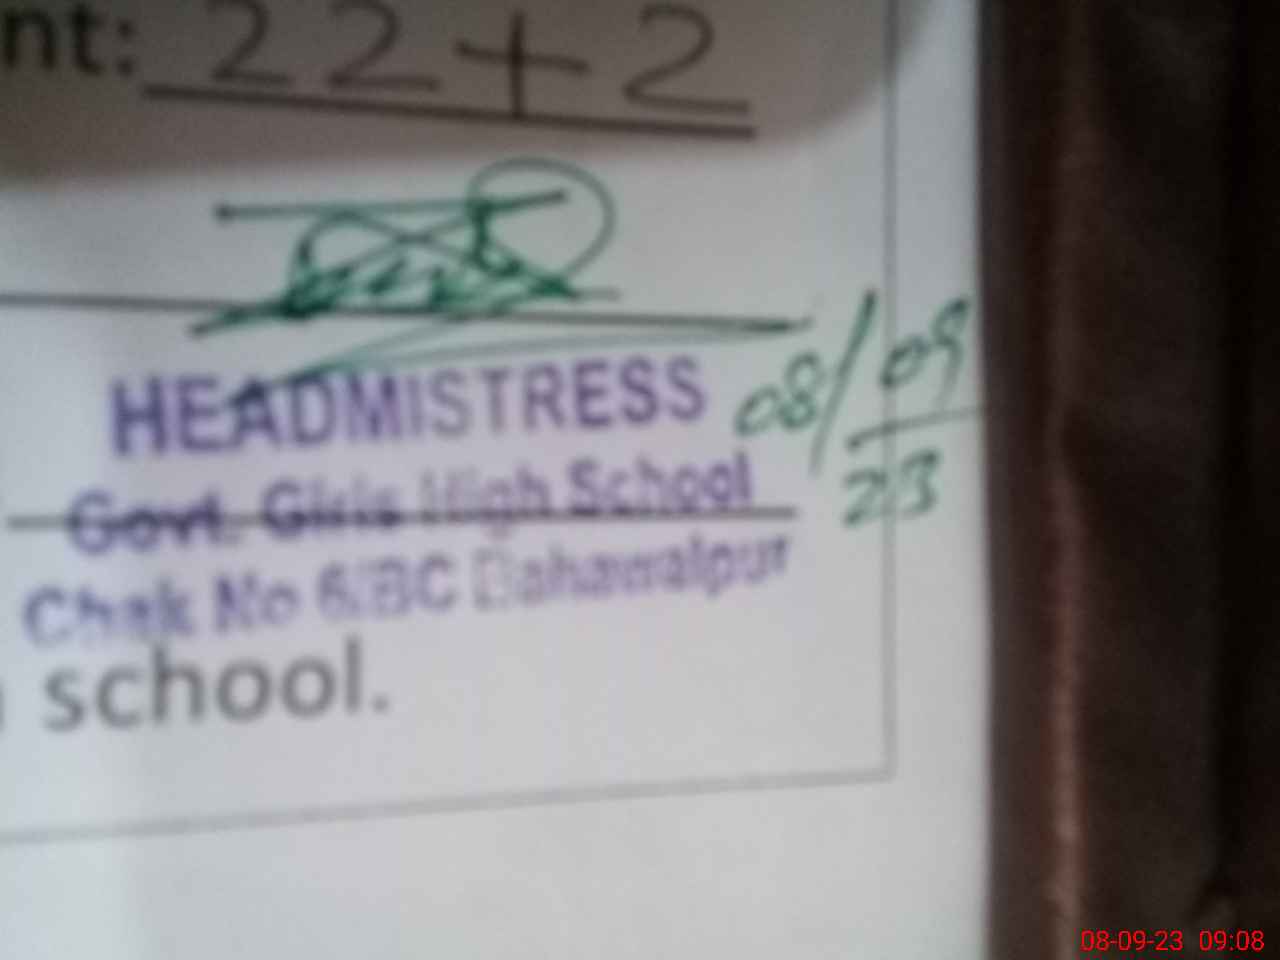 nt: 22+2
08/09
23
HEADMISTRESS
Govt. Girls High School
Chak No 6/BC Bahawalpur
school.
08-09-23 09:08